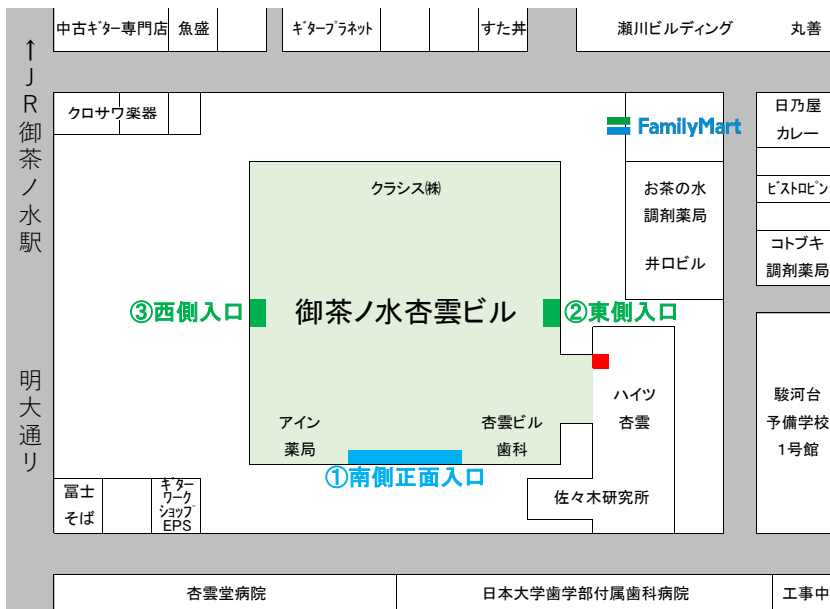 中古ギター専門店
魚盛
ギタープラネット
すた丼
瀬川ビルディング
丸善
↑JR御茶ノ水駅
明大通り
クロサワ楽器
FamilyMart
日乃屋
カレー
クラシス㈱
お茶の水
調剤薬局
井口ビル
ビストロピン
コトブキ
調剤薬局
③西側入口
御茶ノ水杏雲ビル
②東側入口
ハイツ
杏雲
駿河台
予備学校
1号館
アイン
薬局
杏雲ビル
歯科
①南側正面入口
冨士
そば
ギター
ワーク
ショップ
EPS
佐々木研究所
杏雲堂病院
日本大学歯学部付属歯科病院
工事中